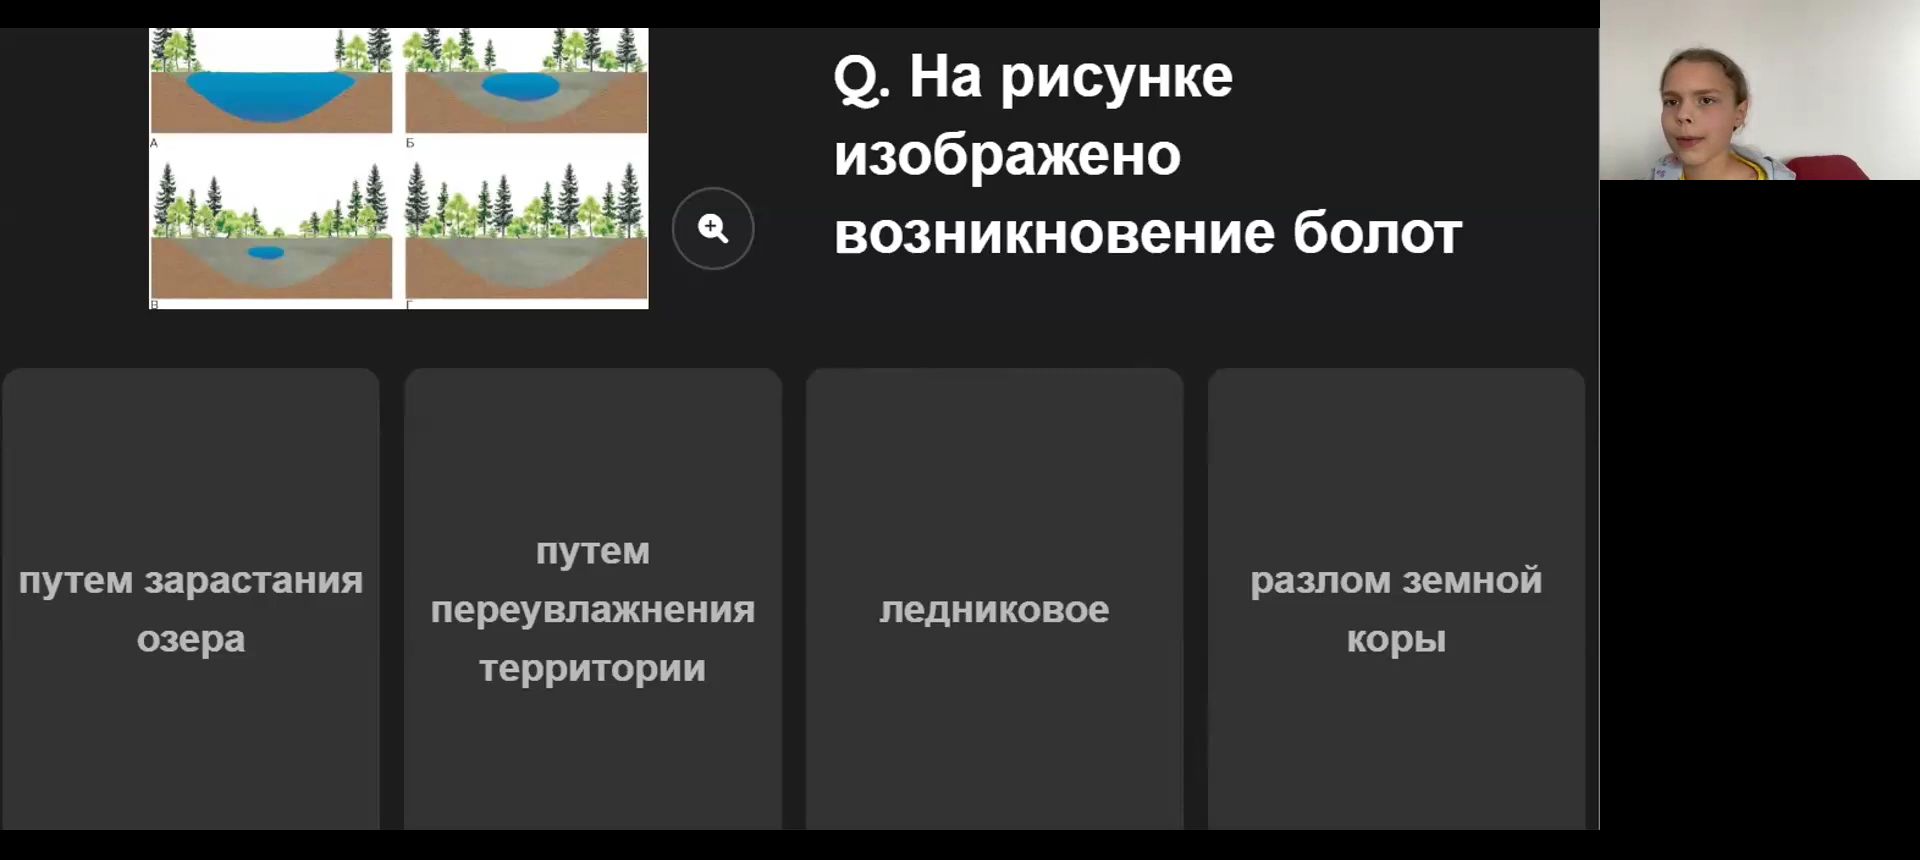 Q. На рисунке
изображено
возникновение болот
А
Б
В
Г
путем зарастания
озера
путем
переувлажнения
территории
ледниковое
разлом земной
коры